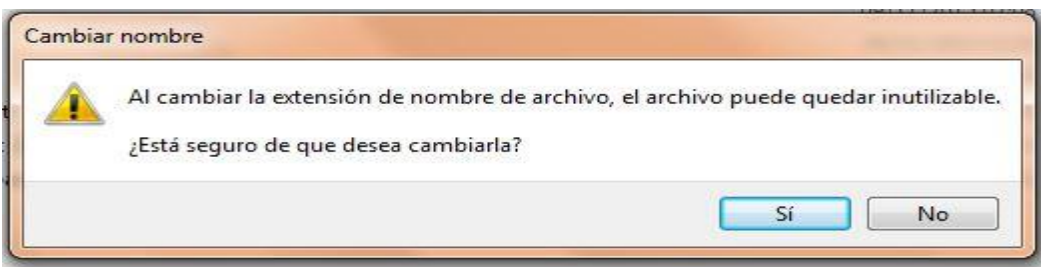 Cambiar nombre
Al cambiar la extensión de nombre de archivo, el archivo puede quedar inutilizable.
¿Está seguro de que desea cambiarla?
Sí No